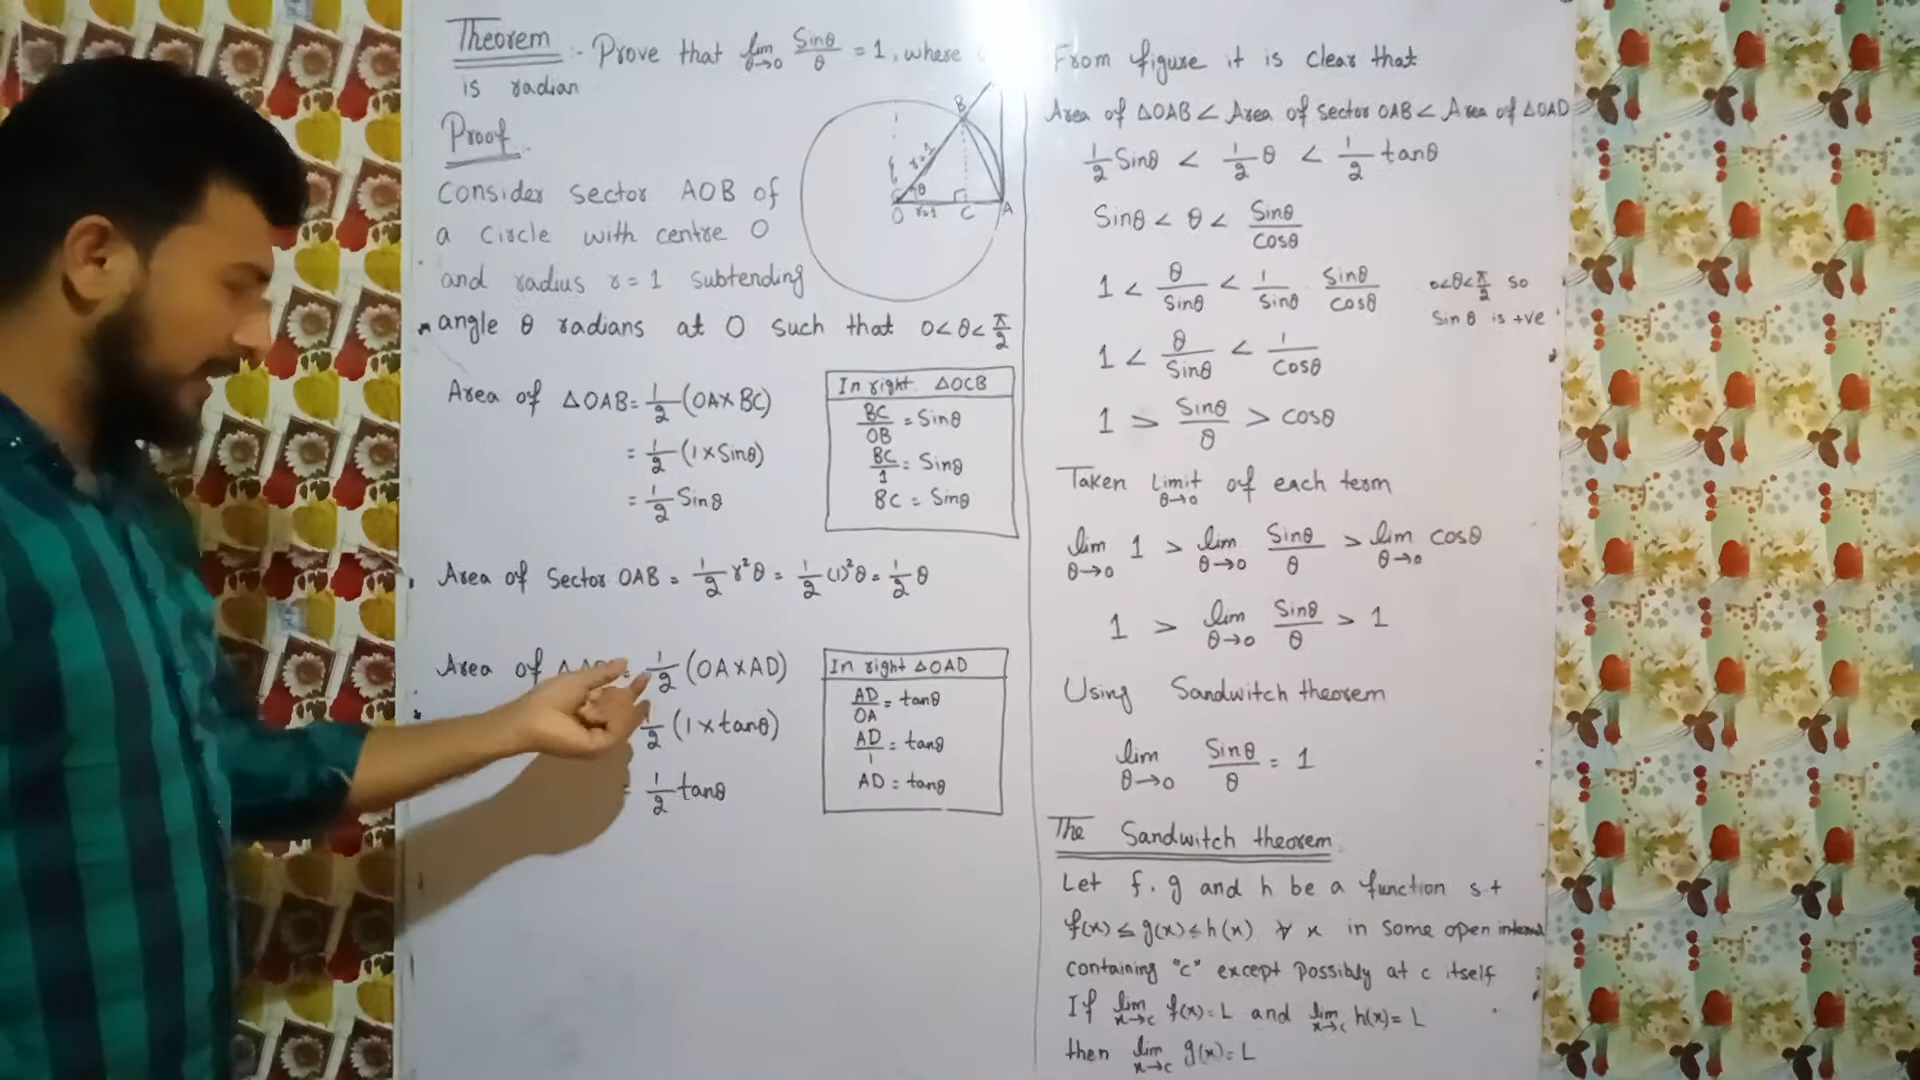 Theorem :- Prove that lim θ→0 Sinθ/θ = 1, where
is radian
Proof:
Consider Sector AOB of
a Circle with centre O
and radius r=1 subtending
angle θ radians at O such that 0<θ<π/2
B
r=1
θ
O r=1 C A
Area of △OAB = 1/2 (OA×BC)
= 1/2 (1×Sinθ)
= 1/2 Sinθ
In right △OCB
BC/OB = Sinθ
BC/1 = Sinθ
BC = Sinθ
Area of Sector OAB = 1/2 r²θ = 1/2 (1)²θ = 1/2 θ
Area of = 1/2 (OA×AD)
1/2 (1×tanθ)
= 1/2 tanθ
In right △OAD
AD/OA = tanθ
AD/1 = tanθ
AD = tanθ
From figure it is clear that
Area of △OAB < Area of Sector OAB < Area of △OAD
1/2 Sinθ < 1/2 θ < 1/2 tanθ
Sinθ < θ < Sinθ/Cosθ
1 < θ/Sinθ < 1/Sinθ Sinθ/Cosθ
0<θ<π/2 so
Sin θ is +ve
1 < θ/Sinθ < 1/Cosθ
1 > Sinθ/θ > Cosθ
Taken Limit θ→0 of each term
lim θ→0 1 > lim θ→0 Sinθ/θ > lim θ→0 Cosθ
1 > lim θ→0 Sinθ/θ > 1
Using Sandwitch theorem
lim θ→0 Sinθ/θ = 1
The Sandwitch theorem
Let f, g and h be a function s.t
f(x) ≤ g(x) ≤ h(x) ∀ x in some open interval
containing "c" except possibly at c itself
If lim x→c f(x) = L and lim x→c h(x) = L
then lim x→c g(x) = L